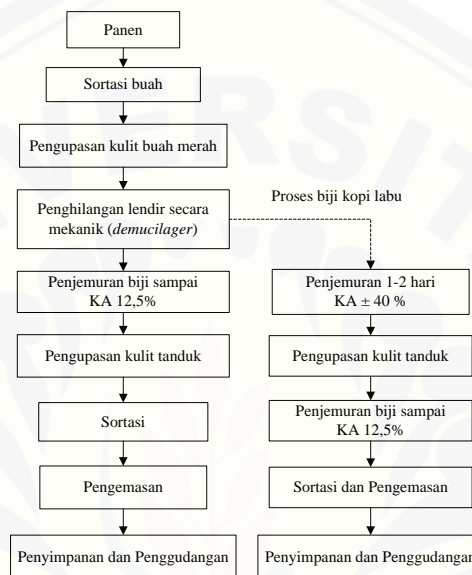 Panen
Sortasi buah
Pengupasan kulit buah merah
Penghilangan lendir secara
mekanik (demucilager)
Penjemuran biji sampai
KA 12,5%
Pengupasan kulit tanduk
Sortasi
Pengemasan
Penyimpanan dan Penggudangan
Proses biji kopi labu
Penjemuran 1-2 hari
KA ± 40 %
Pengupasan kulit tanduk
Penjemuran biji sampai
KA 12,5%
Sortasi dan Pengemasan
Penyimpanan dan Penggudangan